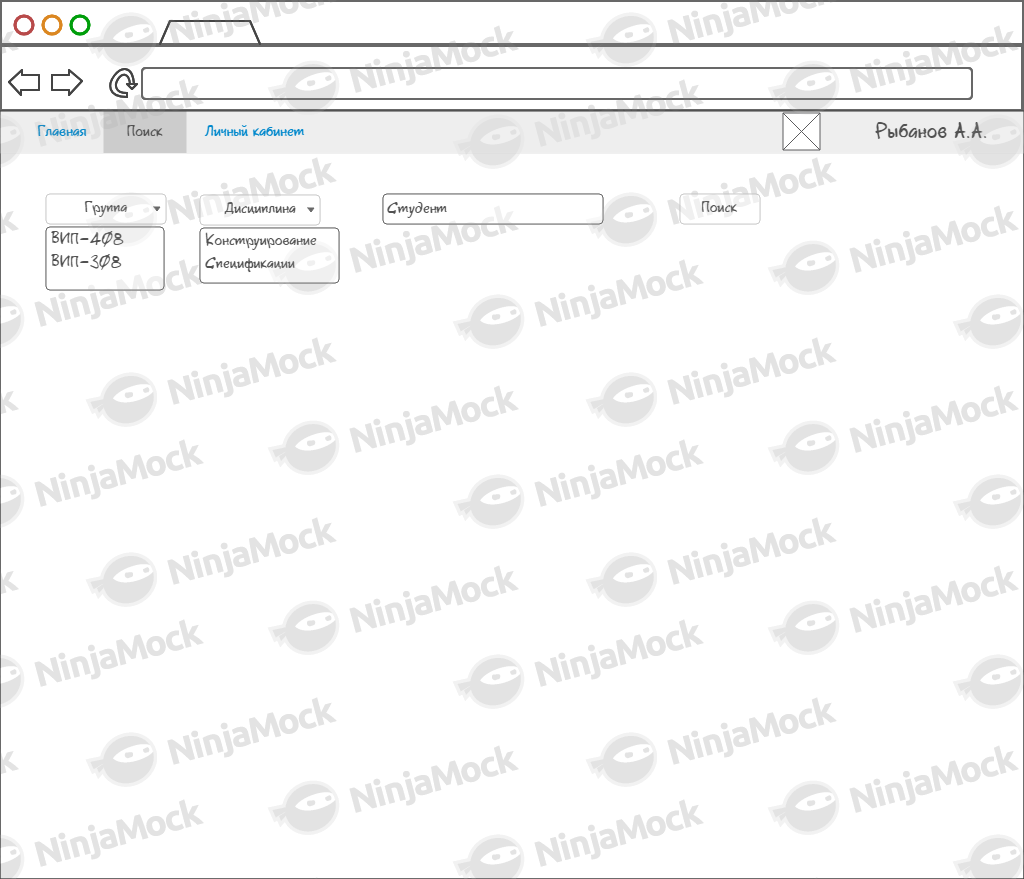 Главная Поиск Личный кабинет Рыбанов А.А.
Группа Дисциплина Студент Поиск
ВИП-408 Конструирование
ВИП-308 Спецификации
NinjaMock